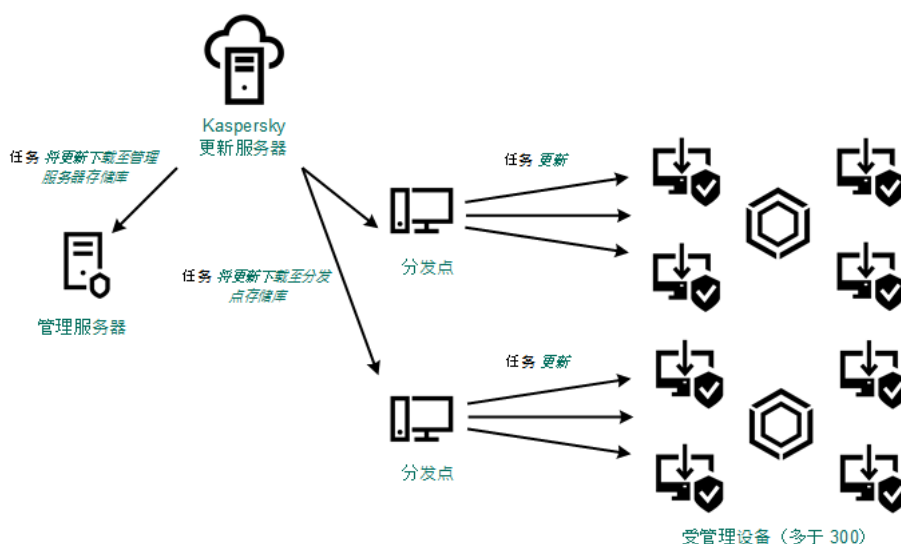 Kaspersky
更新服务器
任务 将更新下载至管理
服务器存储库
任务 更新
分发点
任务 将更新下载至分发
点存储库
管理服务器
任务 更新
分发点
受管理设备（多于 300）